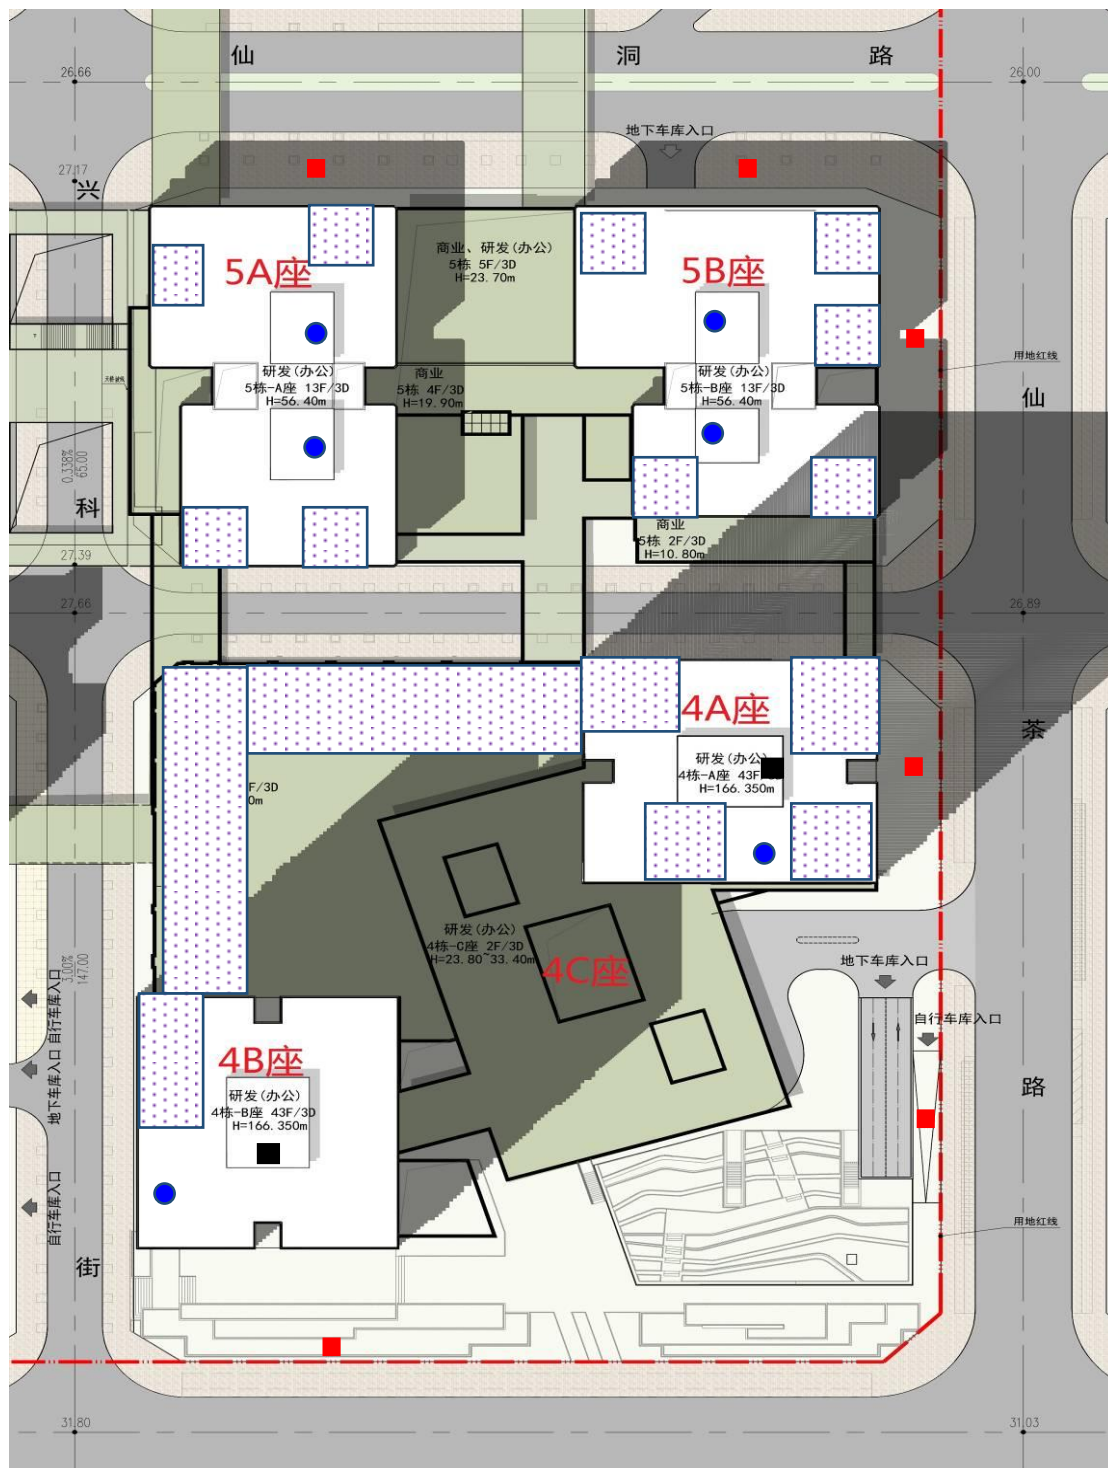 仙 洞 路
26.66
26.00
地下车库入口
27.17
兴
商业、研发(办公)
5栋 5F/3D
H=23.70m
5A座
5B座
用地红线
研发(办公)
5栋-A座 13F/3D
H=56.40m
商业
5栋 4F/3D
H=19.90m
研发(办公)
5栋-B座 13F/3D
H=56.40m
仙
0.338%
65.00
科
商业
5栋 2F/3D
H=10.80m
27.39
27.66
26.89
4A座
茶
研发(办公)
4栋-A座 43F/3D
H=166.350m
F/3D
0m
研发(办公)
4栋-C座 2F/3D
H=23.80~33.40m
4C座
3.00%
147.00
地下车库入口
自行车库入口
自行车库入口
地下车库入口
自行车库入口
4B座
研发(办公)
4栋-B座 43F/3D
H=166.350m
路
用地红线
街
31.80
31.03